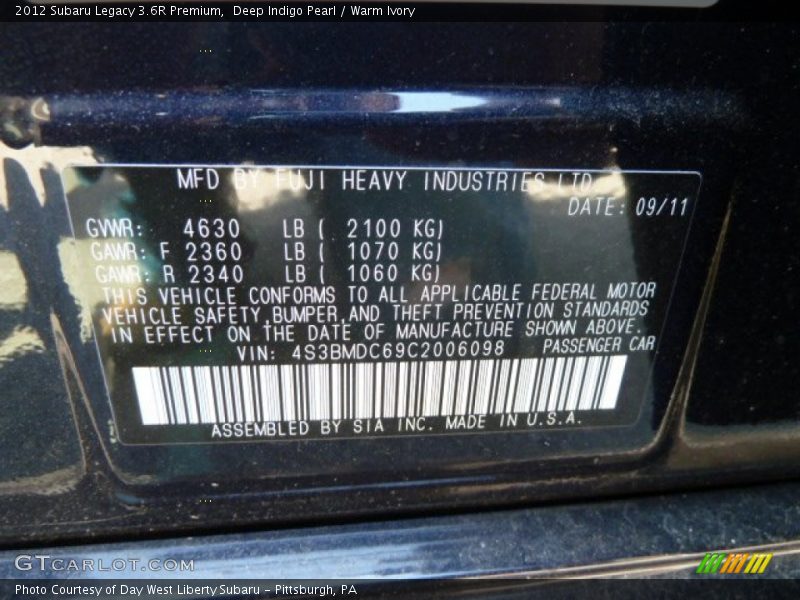 2012 Subaru Legacy 3.6R Premium,  Deep Indigo Pearl / Warm Ivory
MFD BY FUJI HEAVY INDUSTRIES LTD.
DATE: 09/11
GVWR: 4630 LB ( 2100 KG)
GAWR: F 2360 LB ( 1070 KG)
GAWR: R 2340 LB ( 1060 KG)
THIS VEHICLE CONFORMS TO ALL APPLICABLE FEDERAL MOTOR
VEHICLE SAFETY,BUMPER,AND THEFT PREVENTION STANDARDS
IN EFFECT ON THE DATE OF MANUFACTURE SHOWN ABOVE.
VIN: 4S3BMDC69C2006098 PASSENGER CAR
ASSEMBLED BY SIA INC. MADE IN U.S.A.
GTCARLOT.COM
Photo Courtesy of Day West Liberty Subaru – Pittsburgh, PA